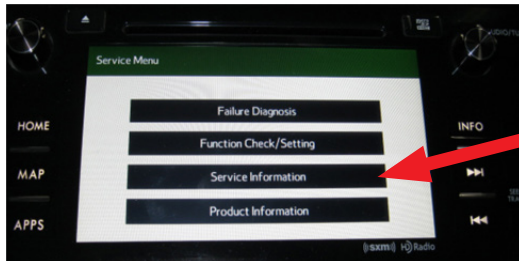 Service Menu
Failure Diagnosis
HOME
INFO
Function Check/Setting
MAP
Service Information
APPS
Product Information
((sxm)) HD Radio